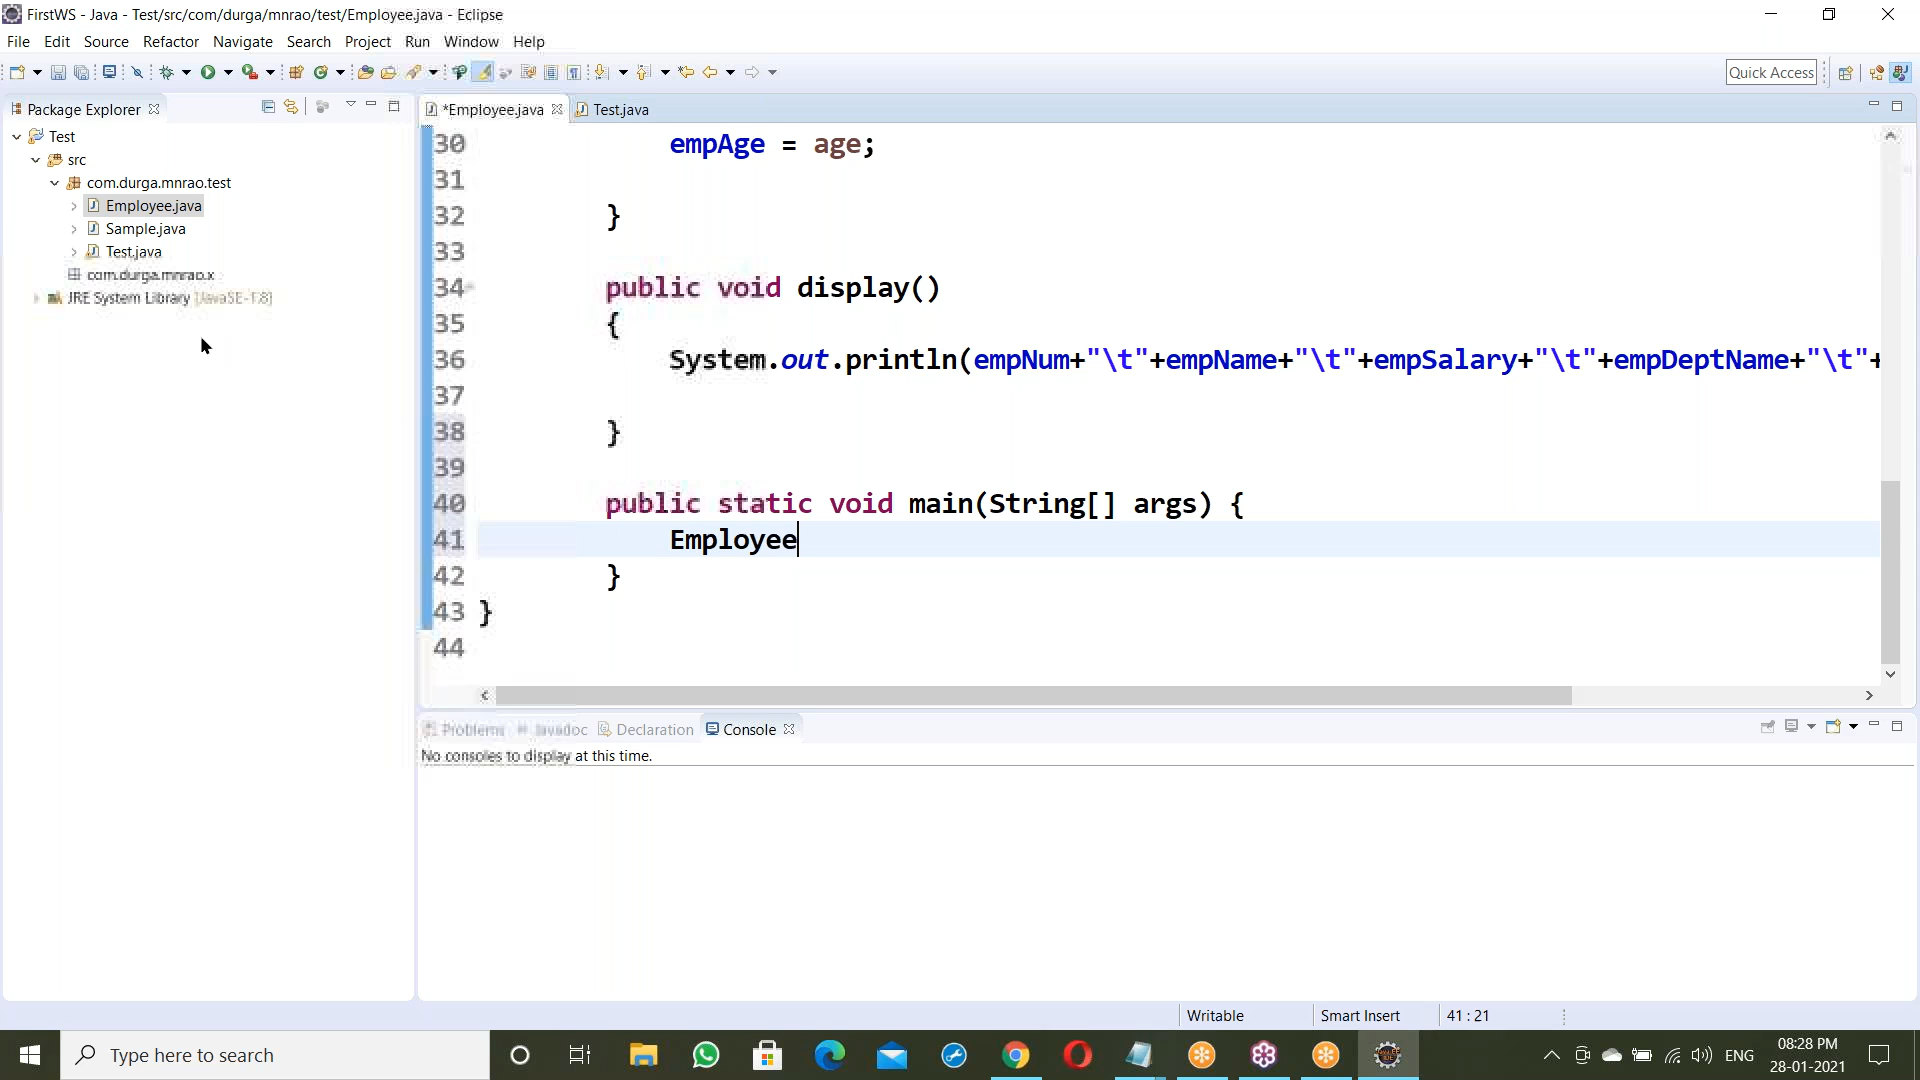 FirstWS - Java - Test/src/com/durga/mnrao/test/Employee.java - Eclipse
File Edit Source Refactor Navigate Search Project Run Window Help
Quick Access
Package Explorer
*Employee.java Test.java
Test
src
com.durga.mnrao.test
Employee.java
Sample.java
Test.java
com.durga.mnrao.x
JRE System Library [JavaSE-1.8]
30 empAge = age;
31
32 }
33
34 public void display()
35 {
36 System.out.println(empNum+"\t"+empName+"\t"+empSalary+"\t"+empDeptName+"\t"+
37
38 }
39
40 public static void main(String[] args) {
41 Employee
42 }
43 }
44
Problems Javadoc Declaration Console
No consoles to display at this time.
Writable Smart Insert 41 : 21
Type here to search
ENG
08:28 PM
28-01-2021